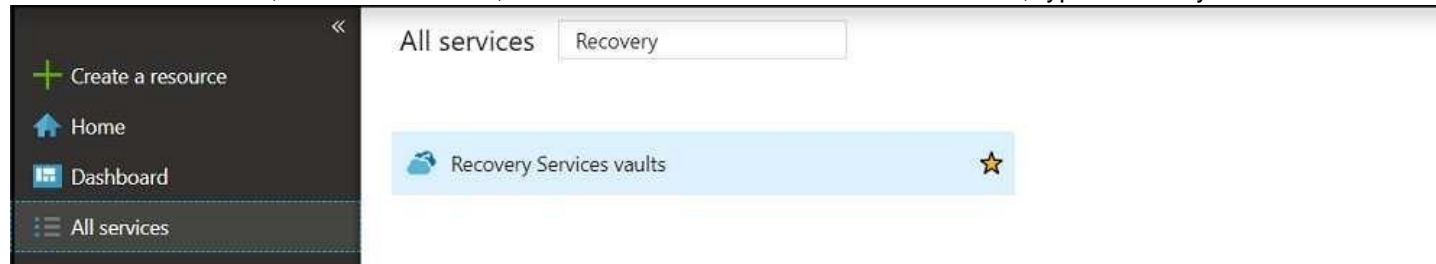 «
All services Recovery
Create a resource
Home
Recovery Services vaults
Dashboard
All services